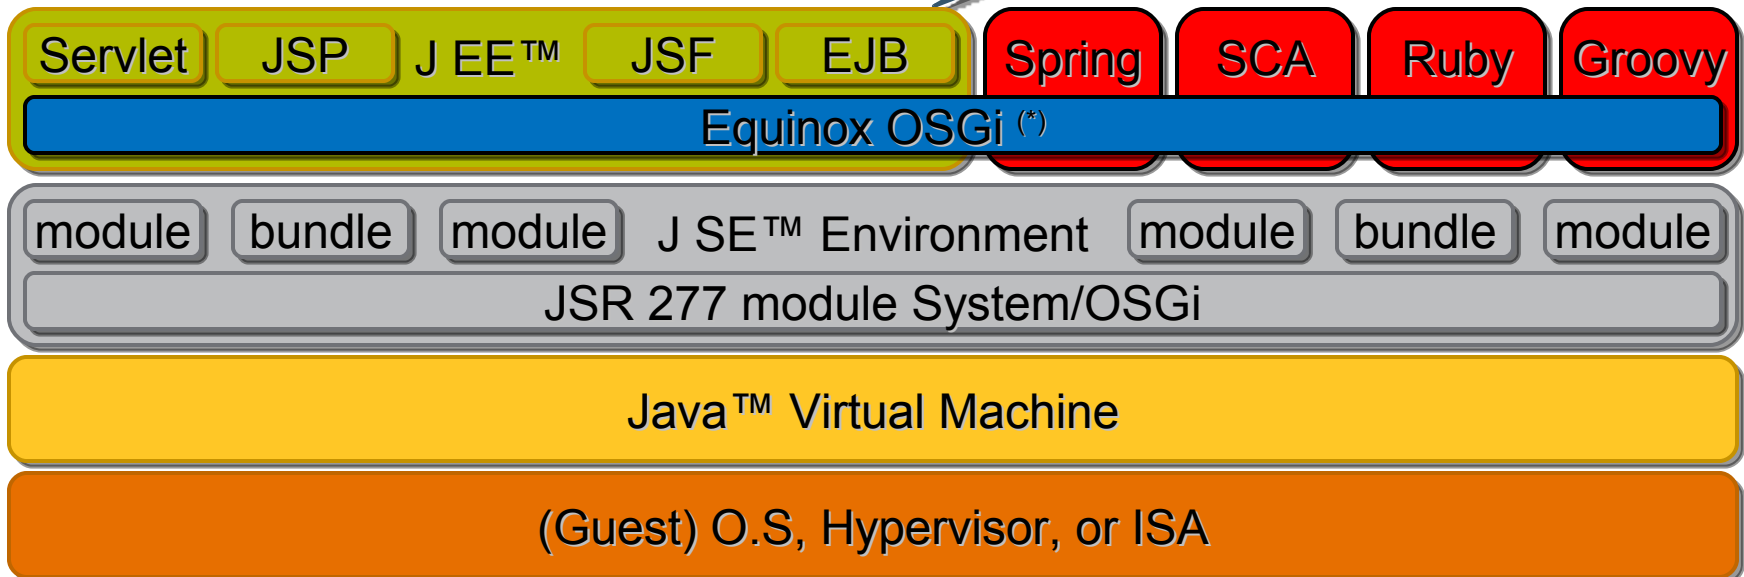 Servlet JSP J EE™ JSF EJB Spring SCA Ruby Groovy
Equinox OSGi (*)
module bundle module J SE™ Environment module bundle module
JSR 277 module System/OSGi
Java™ Virtual Machine
(Guest) O.S, Hypervisor, or ISA